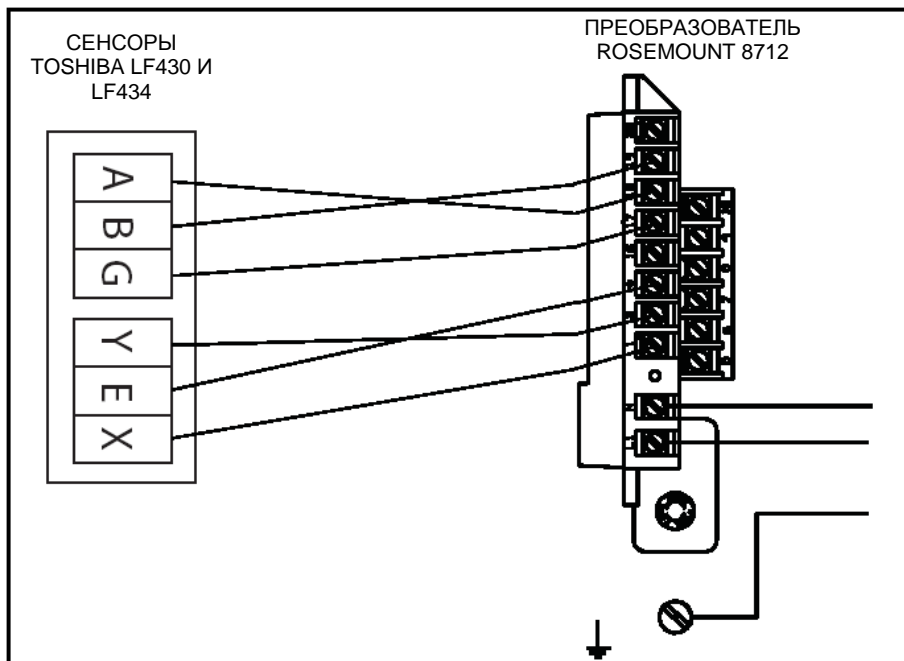 СЕНСОРЫ
TOSHIBA LF430 И
LF434
ПРЕОБРАЗОВАТЕЛЬ
ROSEMOUNT 8712
A
B
G
Y
E
X